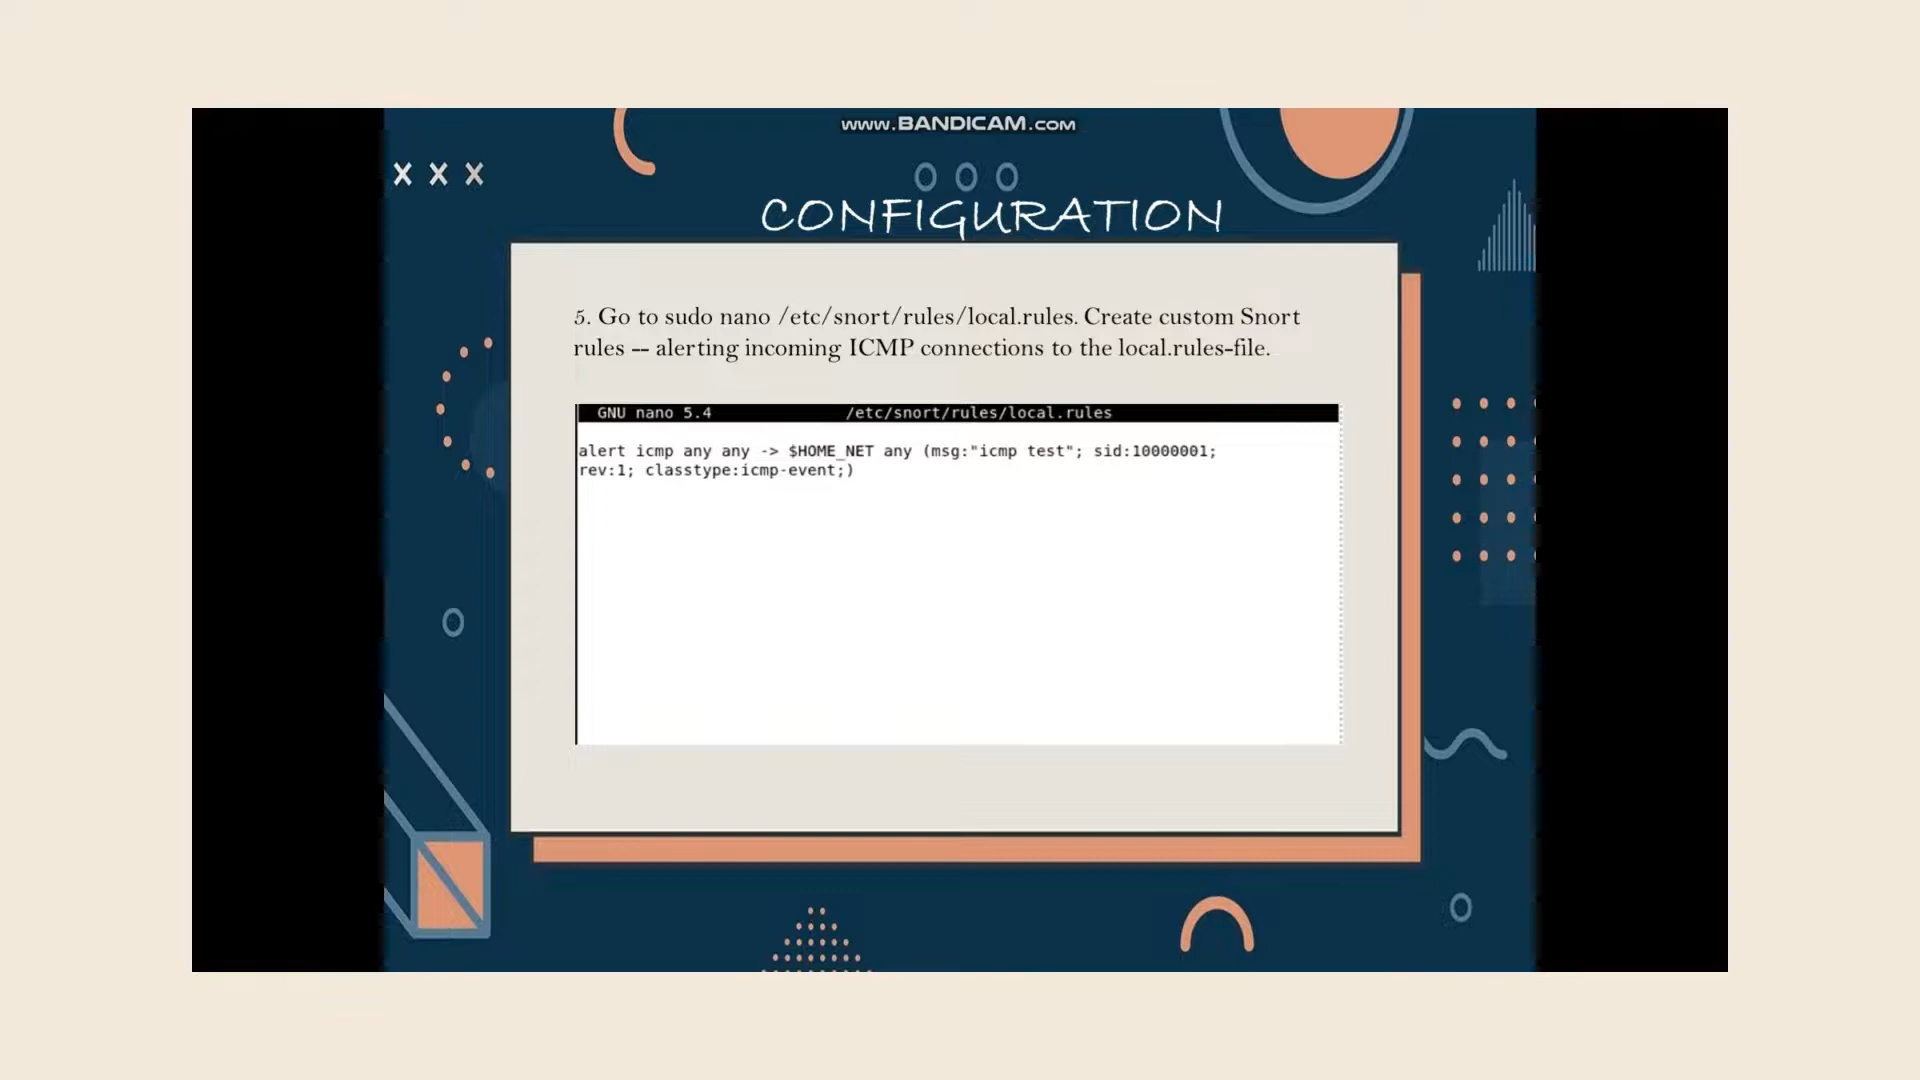 www.BANDICAM.com
X X X
CONFIGURATION
5. Go to sudo nano /etc/snort/rules/local.rules. Create custom Snort
rules -- alerting incoming ICMP connections to the local.rules-file.
GNU nano 5.4 /etc/snort/rules/local.rules
alert icmp any any -> $HOME_NET any (msg:"icmp test"; sid:10000001;
rev:1; classtype:icmp-event;)